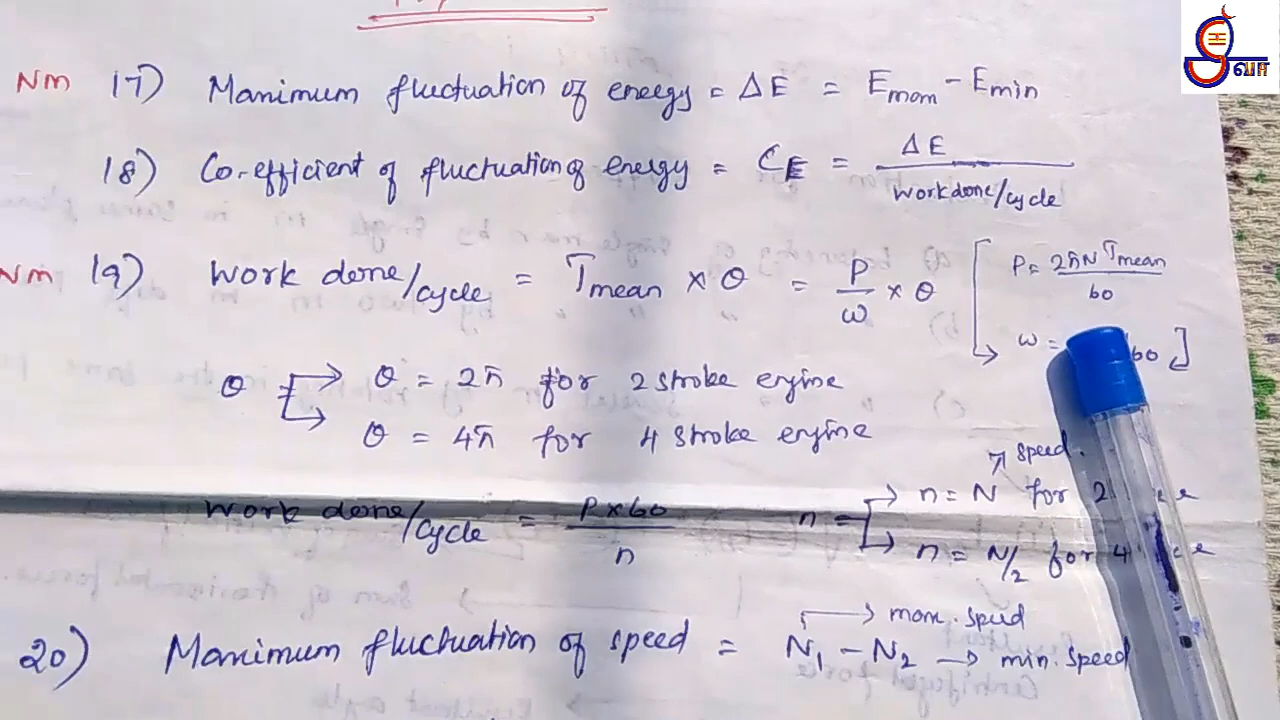 Nm 17) Maximum fluctuation of energy = ΔE = Emax - Emin
18) Co-efficient of fluctuation of energy = CE = ΔE / workdone/cycle
Nm 19) Work done/cycle = Tmean × θ = P/ω × θ [ P = 2πN Tmean / 60
ω = /60 ]
θ → θ = 2π for 2 stroke engine
→ θ = 4π for 4 stroke engine
→ speed.
Work done/cycle = P×60 / n n → n = N for 2
→ n = N/2 for 4
20) Maximum fluctuation of speed = N1 - N2 → max. speed → min. speed
வா